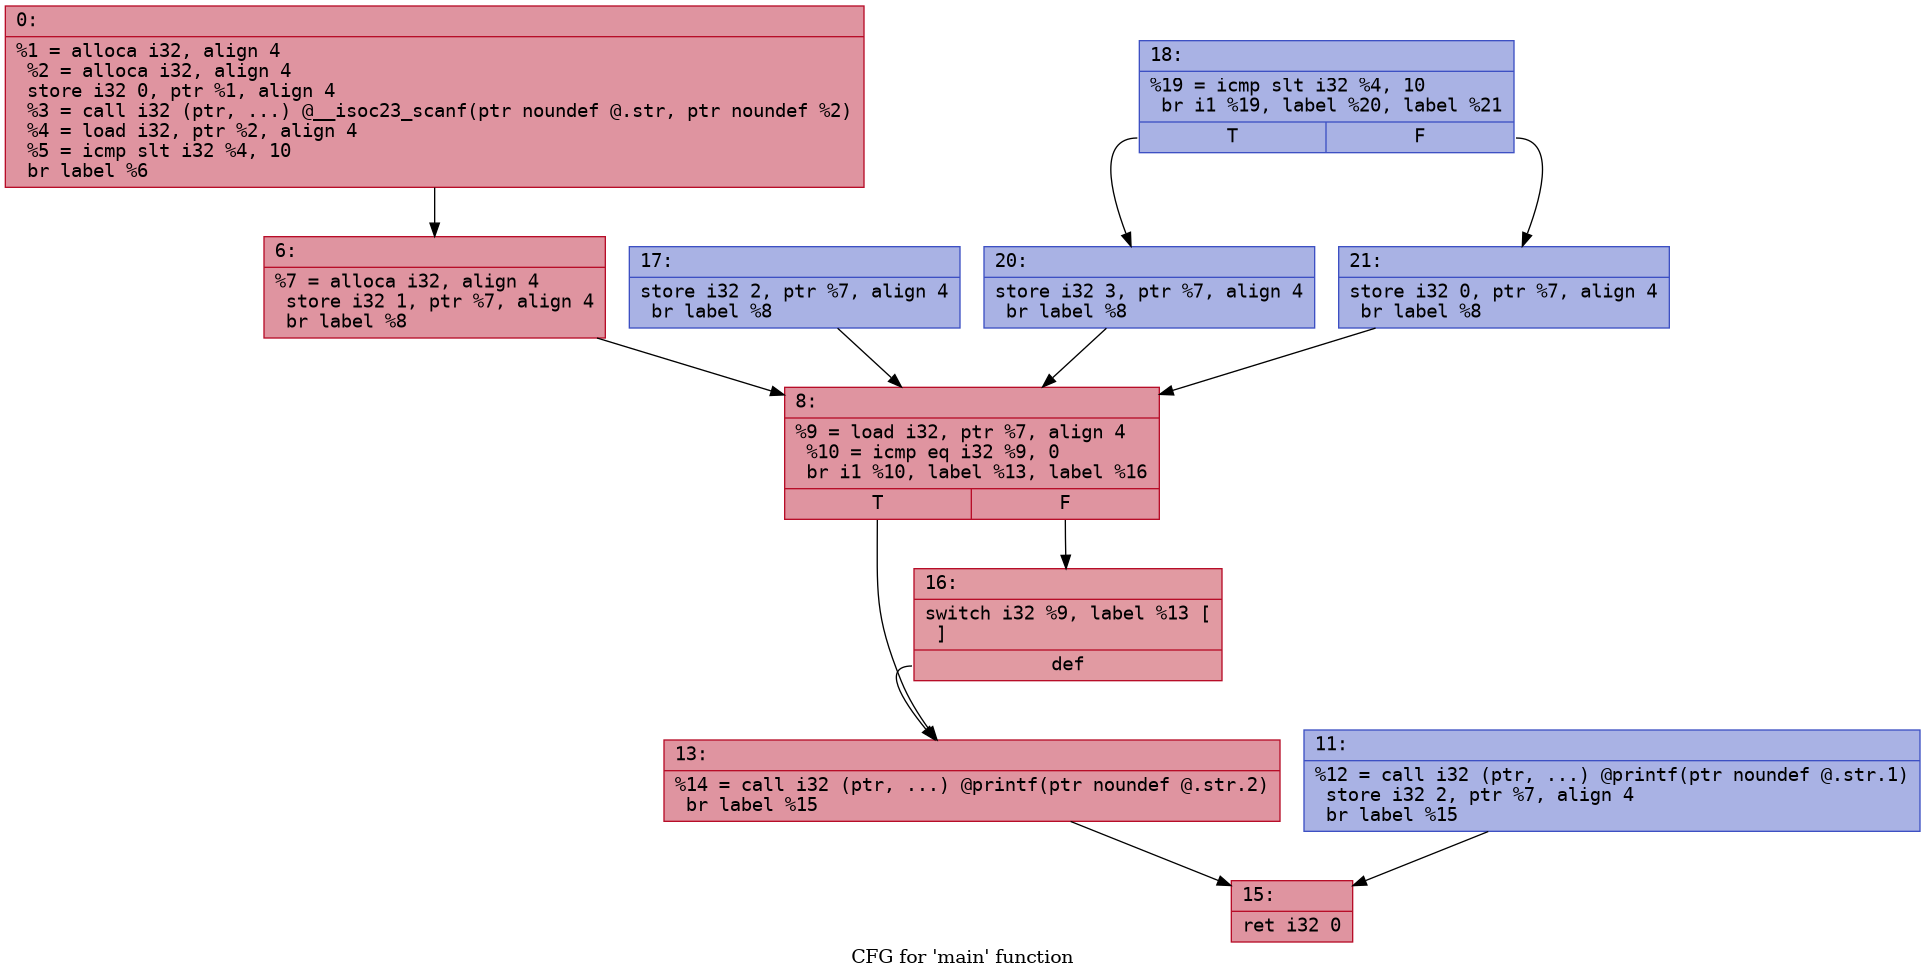 0:
%1 = alloca i32, align 4
%2 = alloca i32, align 4
store i32 0, ptr %1, align 4
%3 = call i32 (ptr, ...) @__isoc23_scanf(ptr noundef @.str, ptr noundef %2)
%4 = load i32, ptr %2, align 4
%5 = icmp slt i32 %4, 10
br label %6
18:
%19 = icmp slt i32 %4, 10
br i1 %19, label %20, label %21
T F
6:
%7 = alloca i32, align 4
store i32 1, ptr %7, align 4
br label %8
17:
store i32 2, ptr %7, align 4
br label %8
20:
store i32 3, ptr %7, align 4
br label %8
21:
store i32 0, ptr %7, align 4
br label %8
8:
%9 = load i32, ptr %7, align 4
%10 = icmp eq i32 %9, 0
br i1 %10, label %13, label %16
T F
16:
switch i32 %9, label %13 [
]
def
13:
%14 = call i32 (ptr, ...) @printf(ptr noundef @.str.2)
br label %15
11:
%12 = call i32 (ptr, ...) @printf(ptr noundef @.str.1)
store i32 2, ptr %7, align 4
br label %15
15:
ret i32 0
CFG for 'main' function